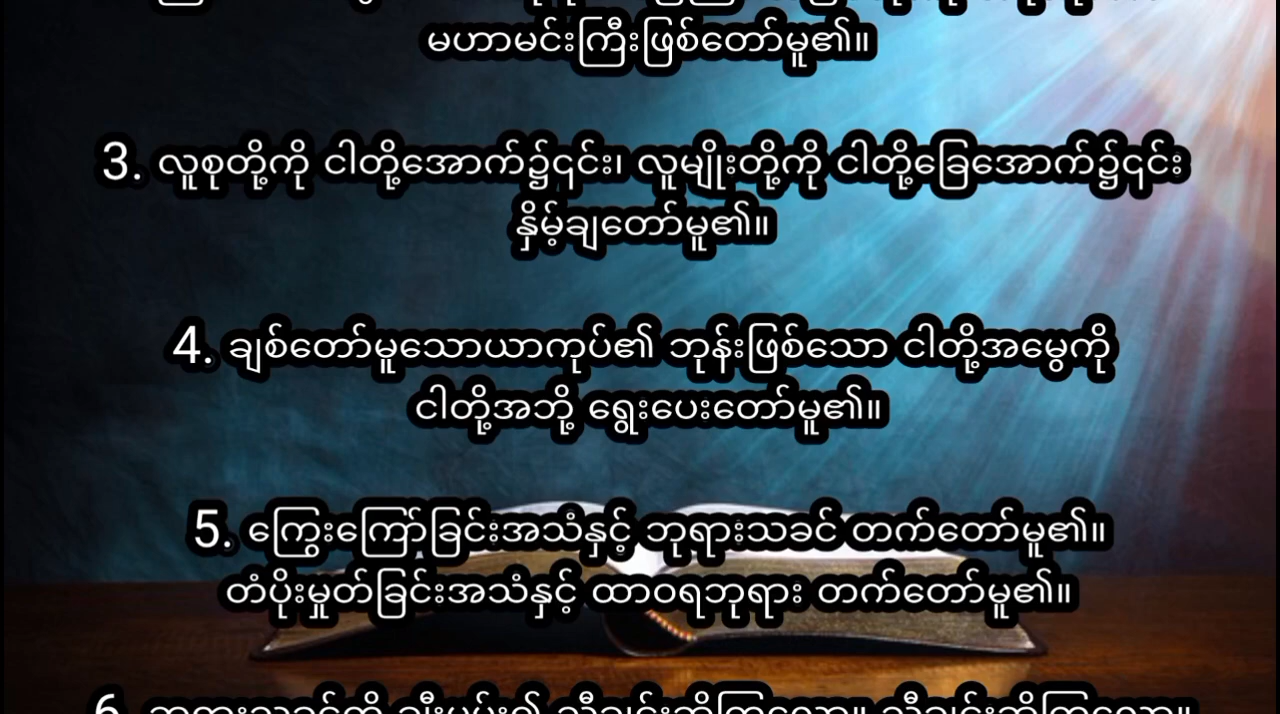 မဟာမင်းကြီးဖြစ်တော်မူ၏။
3. လူစုတို့ကို ငါတို့အောက်၌၎င်း၊ လူမျိုးတို့ကို ငါတို့ခြေအောက်၌၎င်း
နှိမ့်ချတော်မူ၏။
4. ချစ်တော်မူသောယာကုပ်၏ ဘုန်းဖြစ်သော ငါတို့အမွေကို
ငါတို့အဘို့ ရွေးပေးတော်မူ၏။
5. ကြွေးကြော်ခြင်းအသံနှင့် ဘုရားသခင် တက်တော်မူ၏။
တံပိုးမှုတ်ခြင်းအသံနှင့် ထာဝရဘုရား တက်တော်မူ၏။
6.